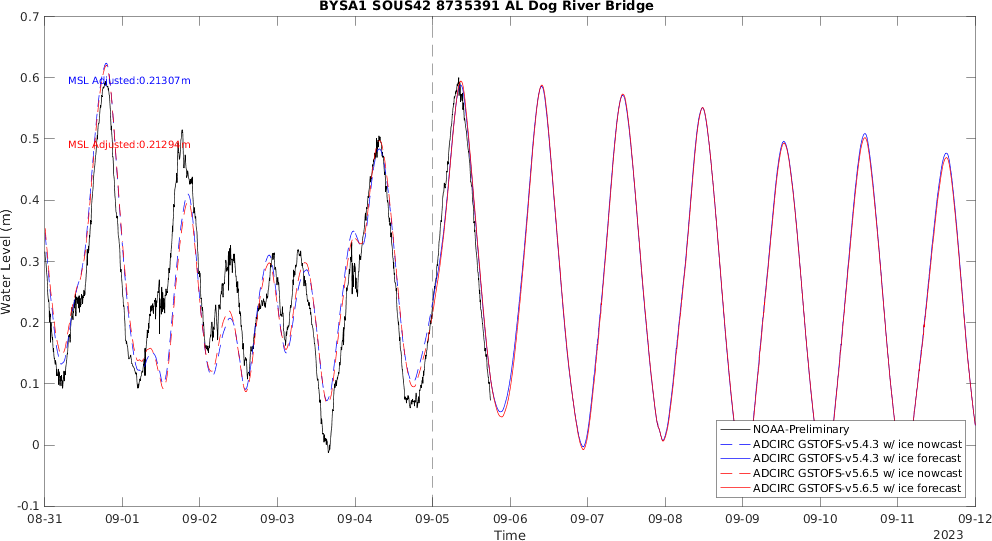 BYSA1 SOUS42 8735391 AL Dog River Bridge
0.7
0.6
0.5
0.4
0.3
0.2
0.1
0
-0.1
Water Level (m)
MSL Adjusted:0.21307m
MSL Adjusted:0.21294m
NOAA-Preliminary
ADCIRC GSTOFS-v5.4.3 w/ ice nowcast
ADCIRC GSTOFS-v5.4.3 w/ ice forecast
ADCIRC GSTOFS-v5.6.5 w/ ice nowcast
ADCIRC GSTOFS-v5.6.5 w/ ice forecast
08-31 09-01 09-02 09-03 09-04 09-05 09-06 09-07 09-08 09-09 09-10 09-11 09-12
Time
2023